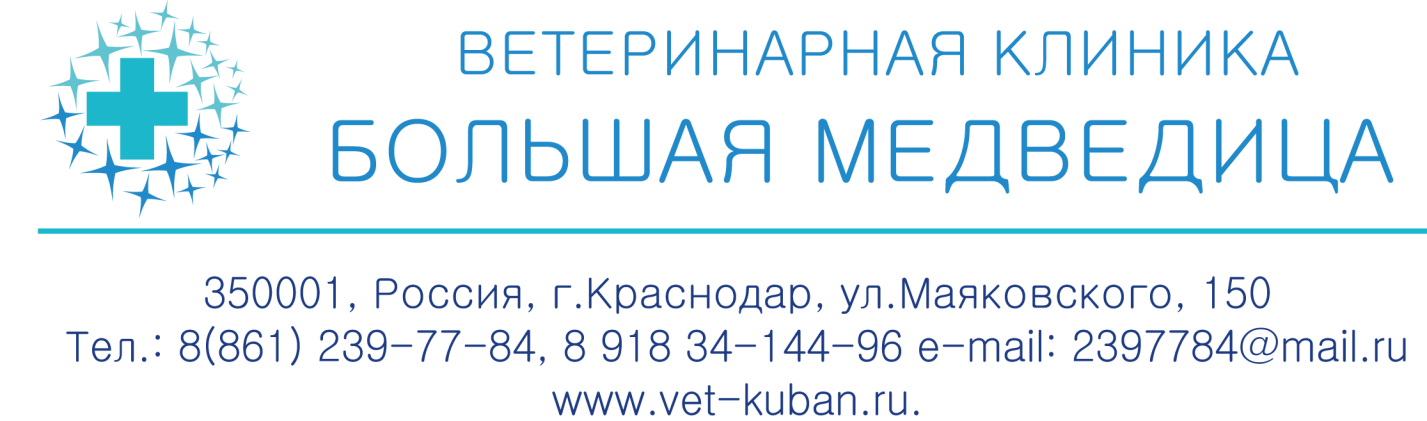 ВЕТЕРИНАРНАЯ КЛИНИКА
БОЛЬШАЯ МЕДВЕДИЦА
350001, Россия, г.Краснодар, ул.Маяковского, 150
Тел.: 8(861) 239-77-84, 8 918 34-144-96 e-mail: 2397784@mail.ru
www.vet-kuban.ru.